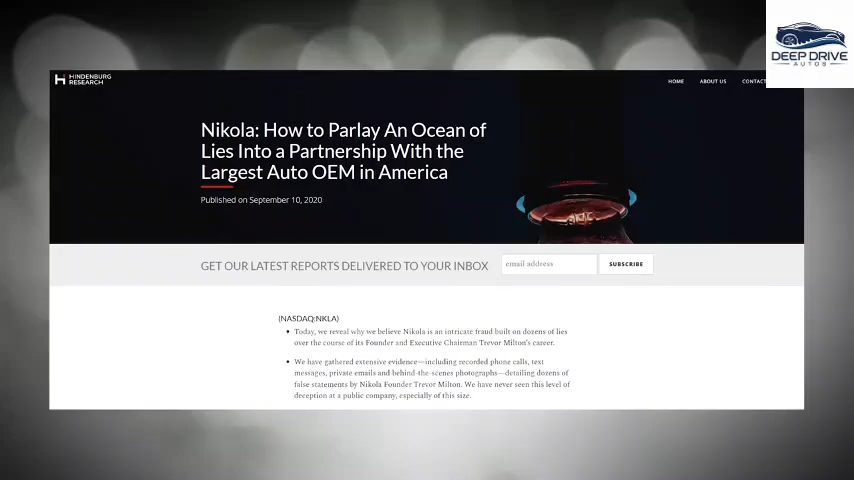 DEEP DRIVE
AUTOS
HINDENBURG
RESEARCH
HOME
ABOUT US
CONTACT
Nikola: How to Parlay An Ocean of
Lies Into a Partnership With the
Largest Auto OEM in America
Published on September 10, 2020
GET OUR LATEST REPORTS DELIVERED TO YOUR INBOX
email address
SUBSCRIBE
(NASDAQ:NKLA)
• Today, we reveal why we believe Nikola is an intricate fraud built on dozens of lies
over the course of its Founder and Executive Chairman Trevor Milton's career.
• We have gathered extensive evidence—including recorded phone calls, text
messages, private emails and behind-the-scenes photographs—detailing dozens of
false statements by Nikola Founder Trevor Milton. We have never seen this level of
deception at a public company, especially of this size.